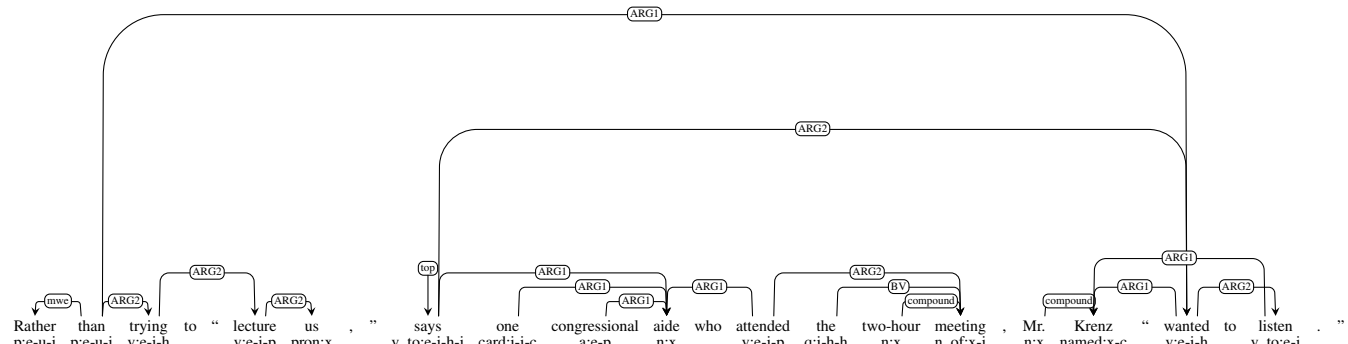 ARG1
ARG2
ARG1
top
ARG2 ARG1 ARG2
ARG1 BV
mwe ARG2 ARG2 ARG1 ARG1 compound compound ARG1 ARG2
Rather than trying to “ lecture us , ” says one congressional aide who attended the two-hour meeting , Mr. Krenz “ wanted to listen . ”
p:e-u-i p:e-u-i v:e-i-h v:e-i-p pron:x v_to:e-i-h-i card:i-i-c a:e-p n:x v:e-i-p q:i-h-h n:x n_of:x-i n:x named:x-c v:e-i-h v_to:e-i